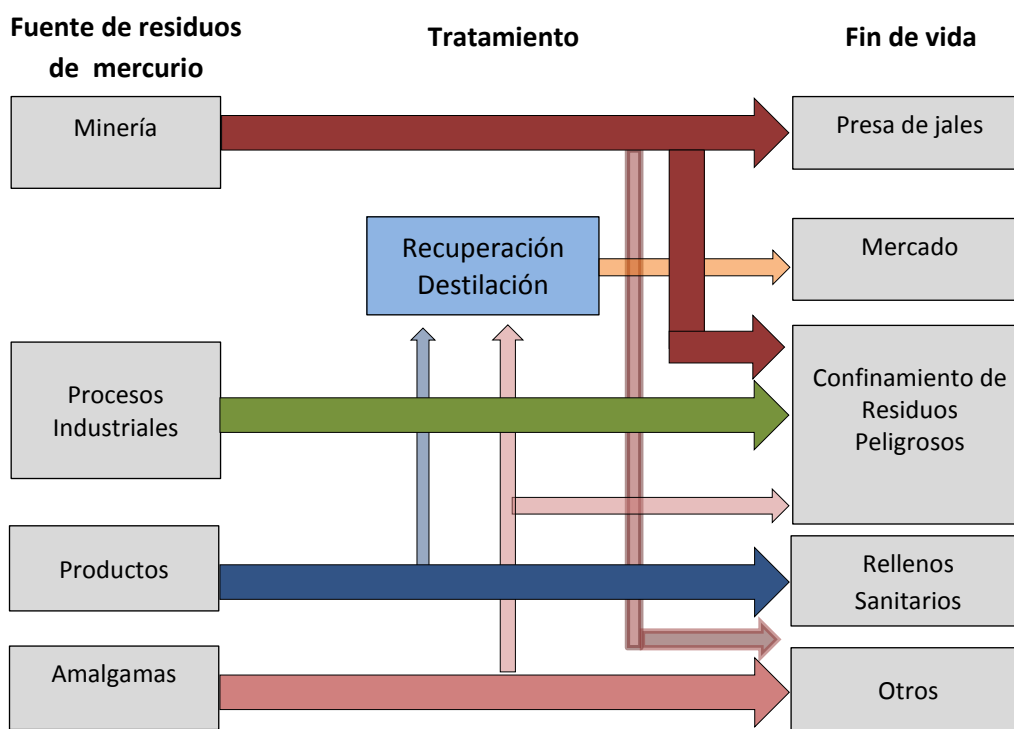 Fuente de residuos
de mercurio
Tratamiento
Fin de vida
Minería
Presa de jales
Recuperación
Destilación
Mercado
Procesos
Industriales
Confinamiento de
Residuos
Peligrosos
Productos
Rellenos
Sanitarios
Amalgamas
Otros